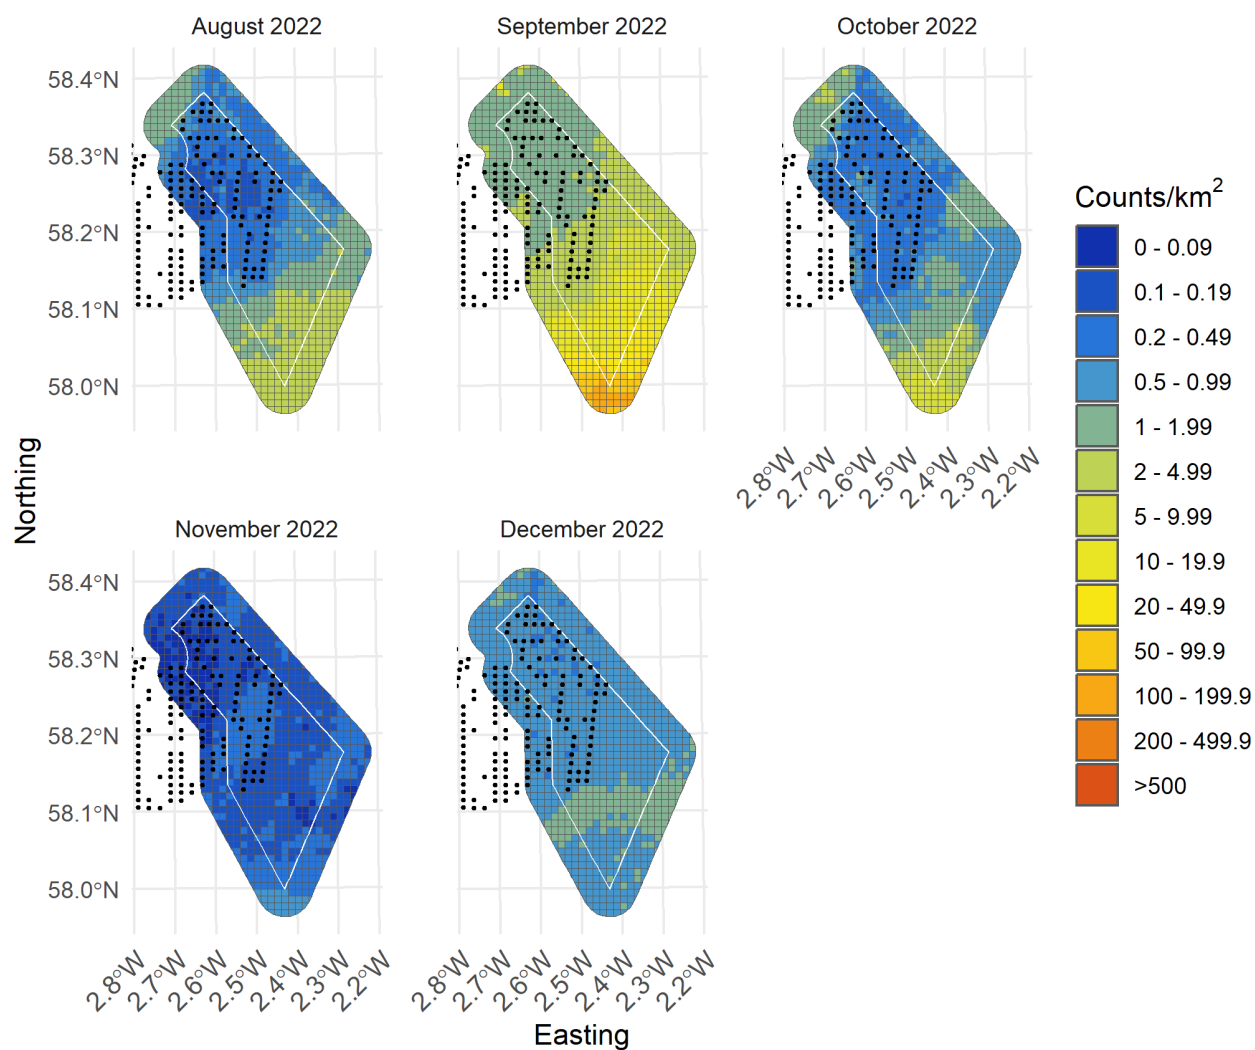 August 2022
September 2022
October 2022
58.4°N
58.3°N
58.2°N
58.1°N
58.0°N
2.8°W
2.7°W
2.6°W
2.5°W
2.4°W
2.3°W
2.2°W
Northing
November 2022
December 2022
58.4°N
58.3°N
58.2°N
58.1°N
58.0°N
2.8°W
2.7°W
2.6°W
2.5°W
2.4°W
2.3°W
2.2°W
2.8°W
2.7°W
2.6°W
2.5°W
2.4°W
2.3°W
2.2°W
Easting
Counts/km²
0 - 0.09
0.1 - 0.19
0.2 - 0.49
0.5 - 0.99
1 - 1.99
2 - 4.99
5 - 9.99
10 - 19.9
20 - 49.9
50 - 99.9
100 - 199.9
200 - 499.9
>500